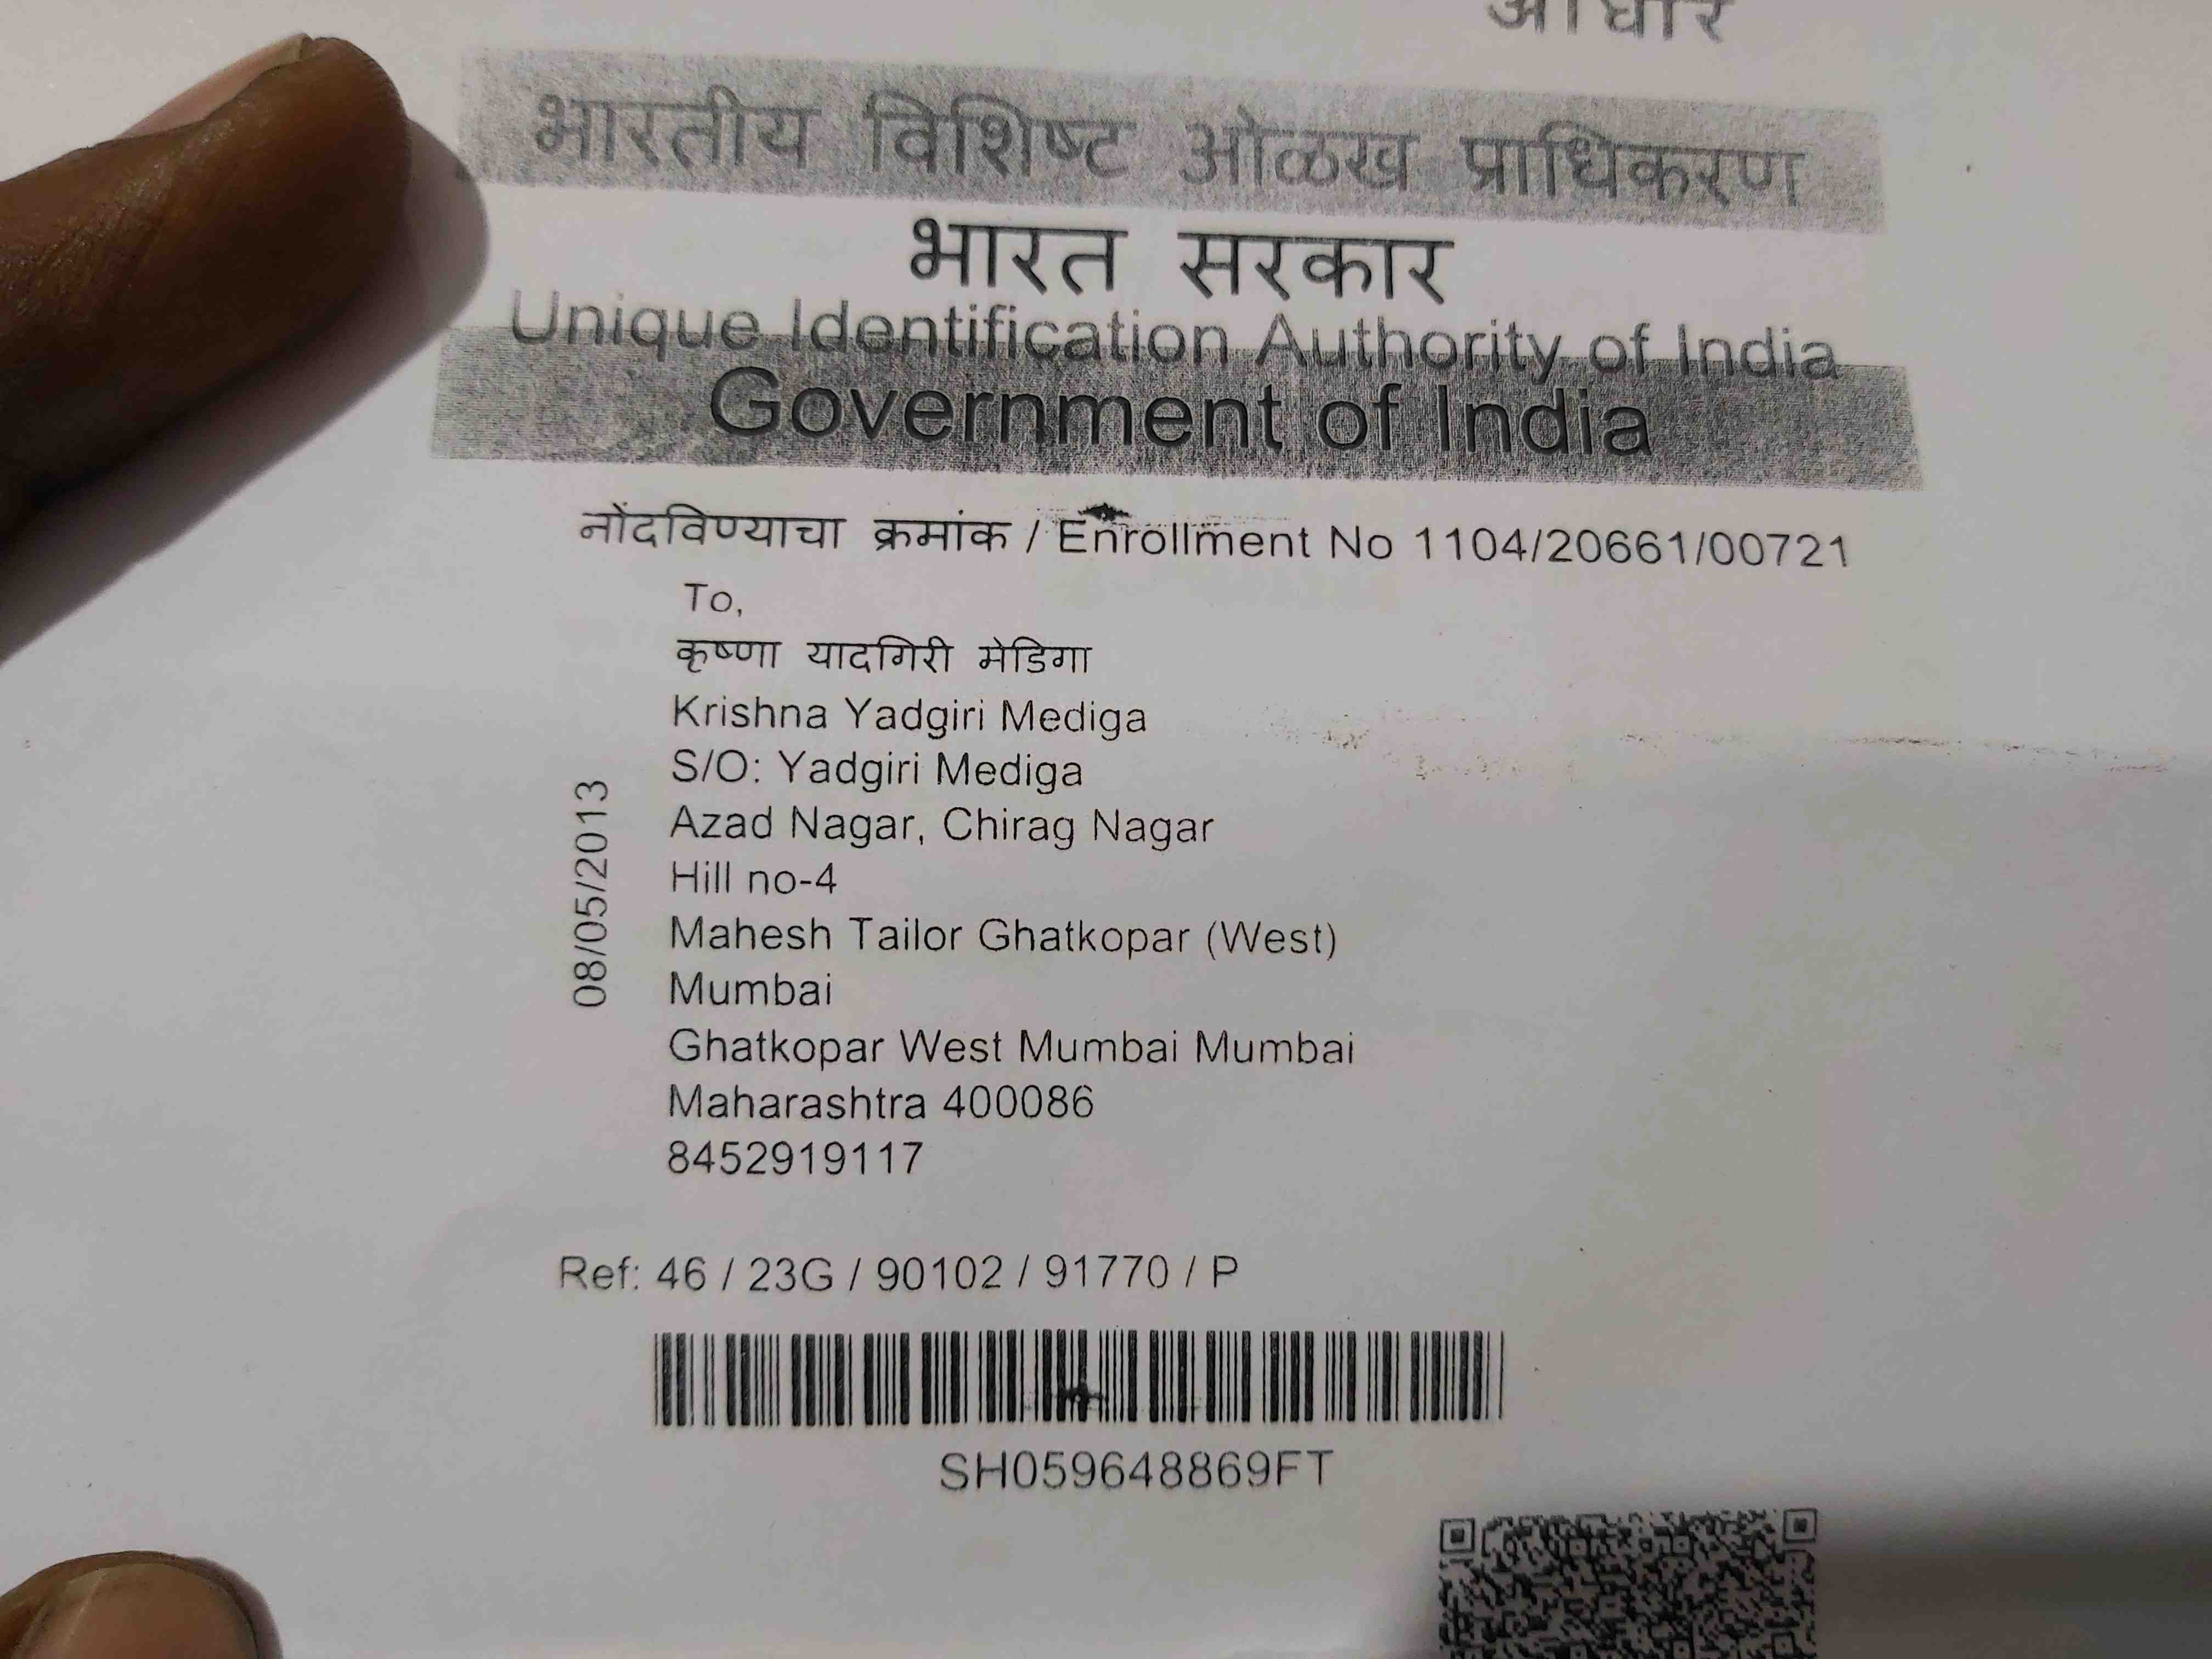 आधार
भारतीय विशिष्ट ओळख प्राधिकरण
भारत सरकार
Unique Identification Authority of India
Government of India
नोंदविण्याचा क्रमांक / Enrollment No 1104/20661/00721
To,
कृष्णा यादगिरी मेडिगा
Krishna Yadgiri Mediga
S/O: Yadgiri Mediga
Azad Nagar, Chirag Nagar
Hill no-4
Mahesh Tailor Ghatkopar (West)
Mumbai
Ghatkopar West Mumbai Mumbai
Maharashtra 400086
8452919117
08/05/2013
Ref: 46 / 23G / 90102 / 91770 / P
SH059648869FT